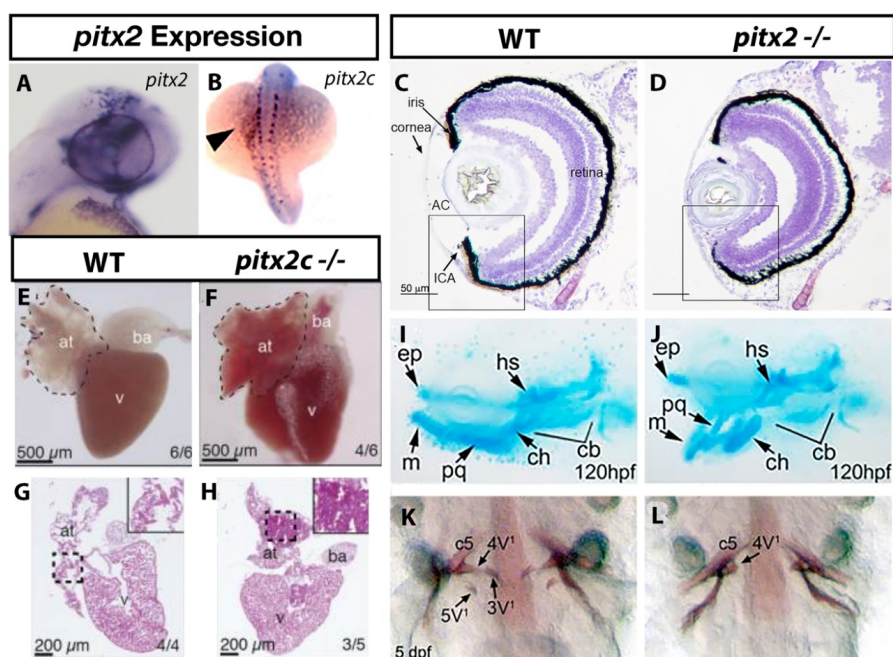 pitx2 Expression
A
pitx2
B
pitx2c
WT
pitx2 -/-
C
iris
cornea
retina
AC
ICA
50 µm
D
WT
pitx2c -/-
E
at
ba
v
500 µm
6/6
F
at
ba
v
500 µm
4/6
G
at
v
200 µm
4/4
H
at
ba
v
200 µm
3/5
I
ep
hs
m
pq
ch
cb
120hpf
J
ep
hs
pq
m
ch
cb
120hpf
K
c5
4V¹
5V¹
3V¹
5 dpf
L
c5
4V¹